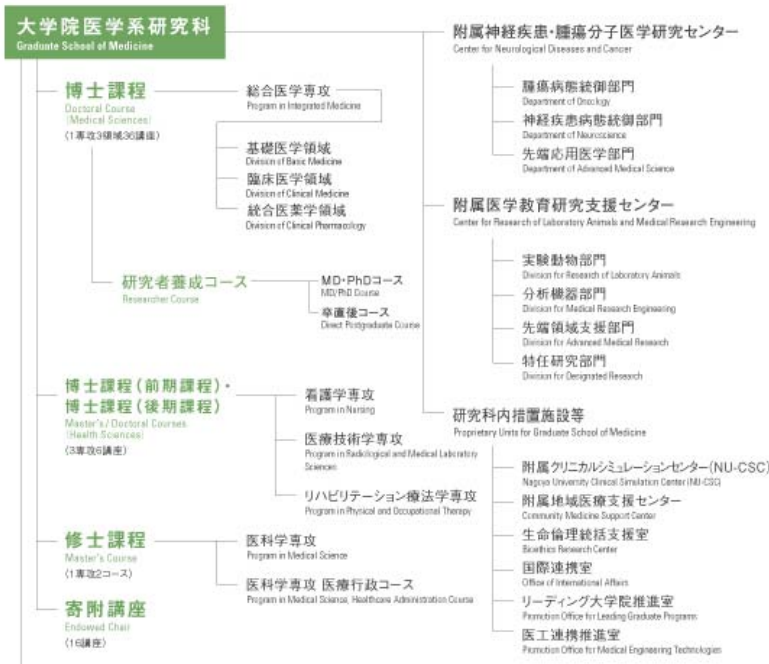 大学院医学系研究科
Graduate School of Medicine
博士課程
Doctoral Course
(Medical Sciences)
(1専攻3領域36講座)
総合医学専攻
Program in Integrated Medicine
基礎医学領域
Division of Basic Medicine
臨床医学領域
Division of Clinical Medicine
統合医薬学領域
Division of Clinical Pharmacology
研究者養成コース
Researcher Course
MD・PhDコース
MD/PhD Course
卒直後コース
Direct Postgraduate Course
博士課程(前期課程)・
博士課程(後期課程)
Master's / Doctoral Courses
(Health Sciences)
(3専攻6講座)
看護学専攻
Program in Nursing
医療技術学専攻
Program in Radiological and Medical Laboratory
Sciences
リハビリテーション療法学専攻
Program in Physical and Occupational Therapy
修士課程
Master's Course
(1専攻2コース)
医科学専攻
Program in Medical Science
医科学専攻 医療行政コース
Program in Medical Science, Healthcare Administration Course
寄附講座
Endowed Chair
(16講座)
附属神経疾患・腫瘍分子医学研究センター
Center for Neurological Diseases and Cancer
腫瘍病態統御部門
Department of Oncology
神経疾患病態統御部門
Department of Neuroscience
先端応用医学部門
Department of Advanced Medical Science
附属医学教育研究支援センター
Center for Research of Laboratory Animals and Medical Research Engineering
実験動物部門
Division for Research of Laboratory Animals
分析機器部門
Division for Medical Research Engineering
先端領域支援部門
Division for Advanced Medical Research
特任研究部門
Division for Designated Research
研究科内措置施設等
Proprietary Units for Graduate School of Medicine
附属クリニカルシミュレーションセンター(NU-CSC)
Nagoya University Clinical Simulation Center (NU-CSC)
附属地域医療支援センター
Community Medicine Support Center
生命倫理統括支援室
Bioethics Research Center
国際連携室
Office of International Affairs
リーディング大学院推進室
Promotion Office for Leading Graduate Programs
医工連携推進室
Promotion Office for Medical Engineering Technologies